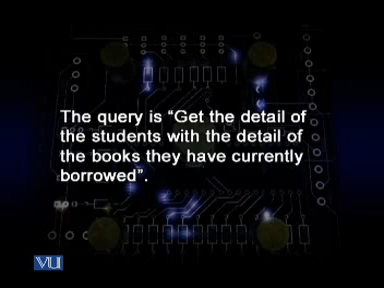 The query is “Get the detail of
the students with the detail of
the books they have currently
borrowed”.
VU